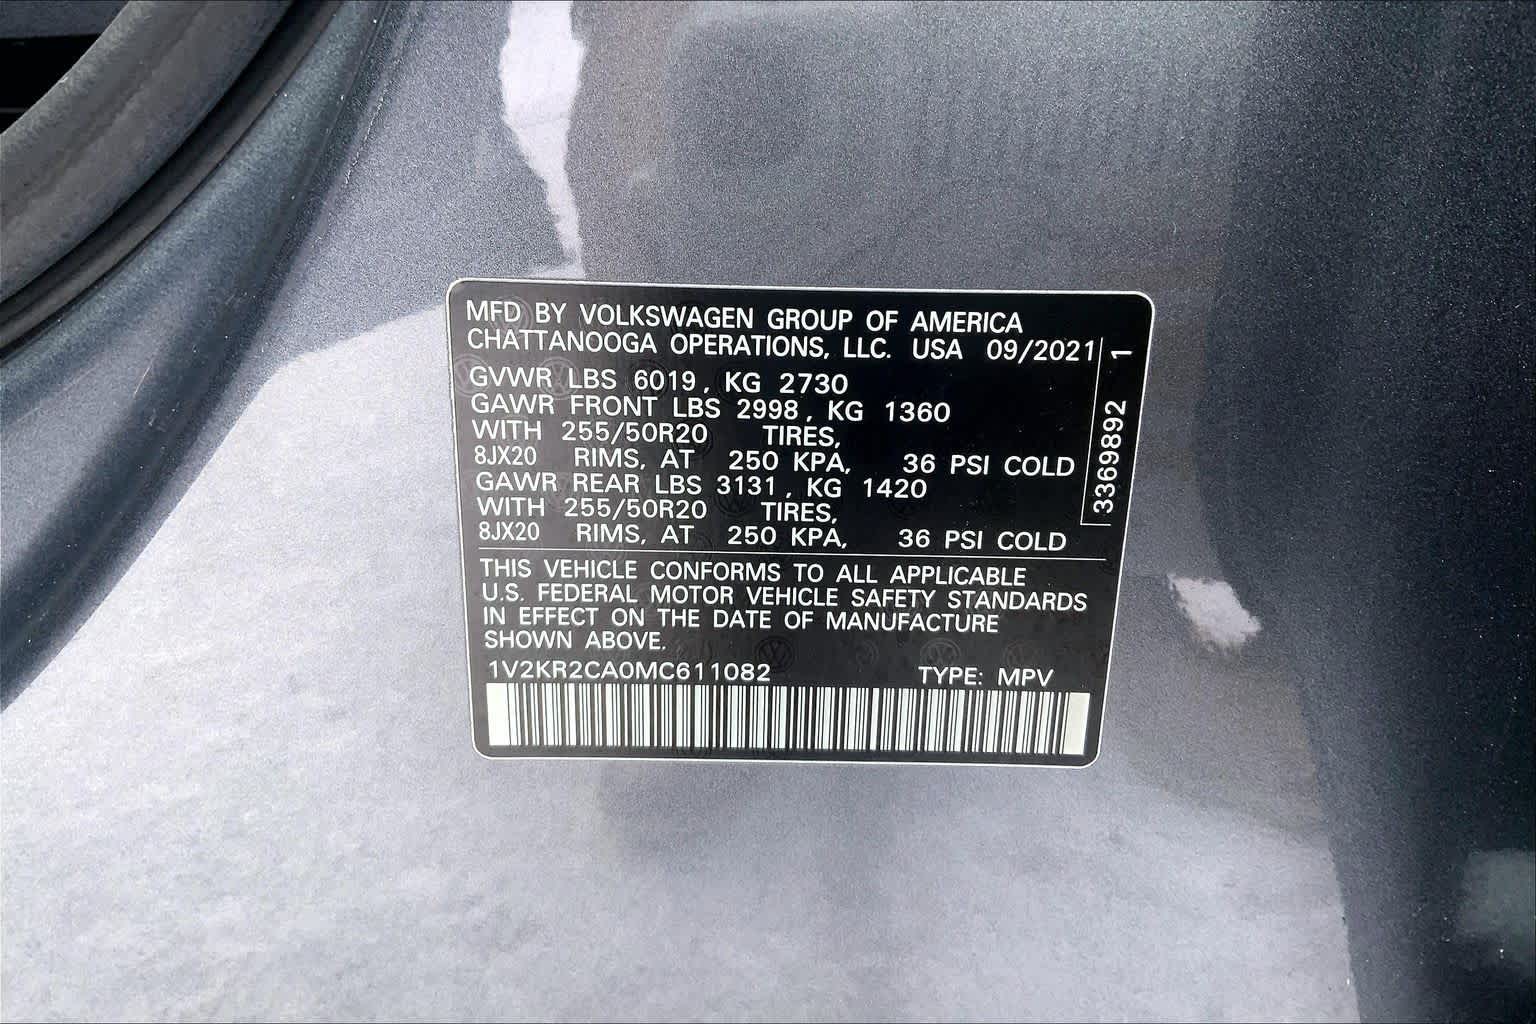 MFD BY VOLKSWAGEN GROUP OF AMERICA
CHATTANOOGA OPERATIONS, LLC. USA 09/2021
GVWR LBS 6019, KG 2730
GAWR FRONT LBS 2998, KG 1360
WITH 255/50R20 TIRES,
8JX20 RIMS, AT 250 KPA, 36 PSI COLD
GAWR REAR LBS 3131, KG 1420
WITH 255/50R20 TIRES,
8JX20 RIMS, AT 250 KPA, 36 PSI COLD
THIS VEHICLE CONFORMS TO ALL APPLICABLE
U.S. FEDERAL MOTOR VEHICLE SAFETY STANDARDS
IN EFFECT ON THE DATE OF MANUFACTURE
SHOWN ABOVE.
1V2KR2CA0MC611082 TYPE: MPV
3369892 1